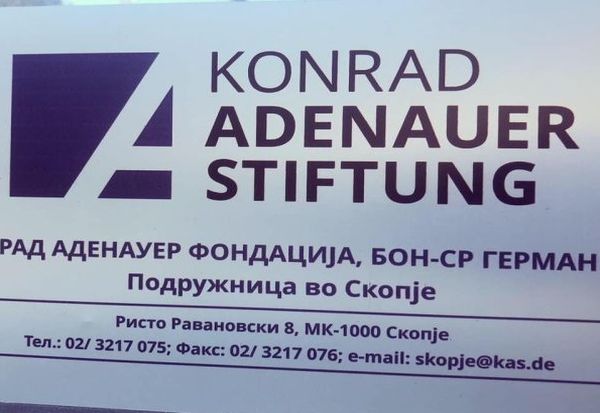 KONRAD
ADENAUER
STIFTUNG
РАД АДЕНАУЕР ФОНДАЦИЈА, БОН-СР ГЕРМАН
Подружница во Скопје
Ристо Равановски 8, МК-1000 Скопје
Тел.: 02/ 3217 075; Факс: 02/ 3217 076; e-mail: skopje@kas.de